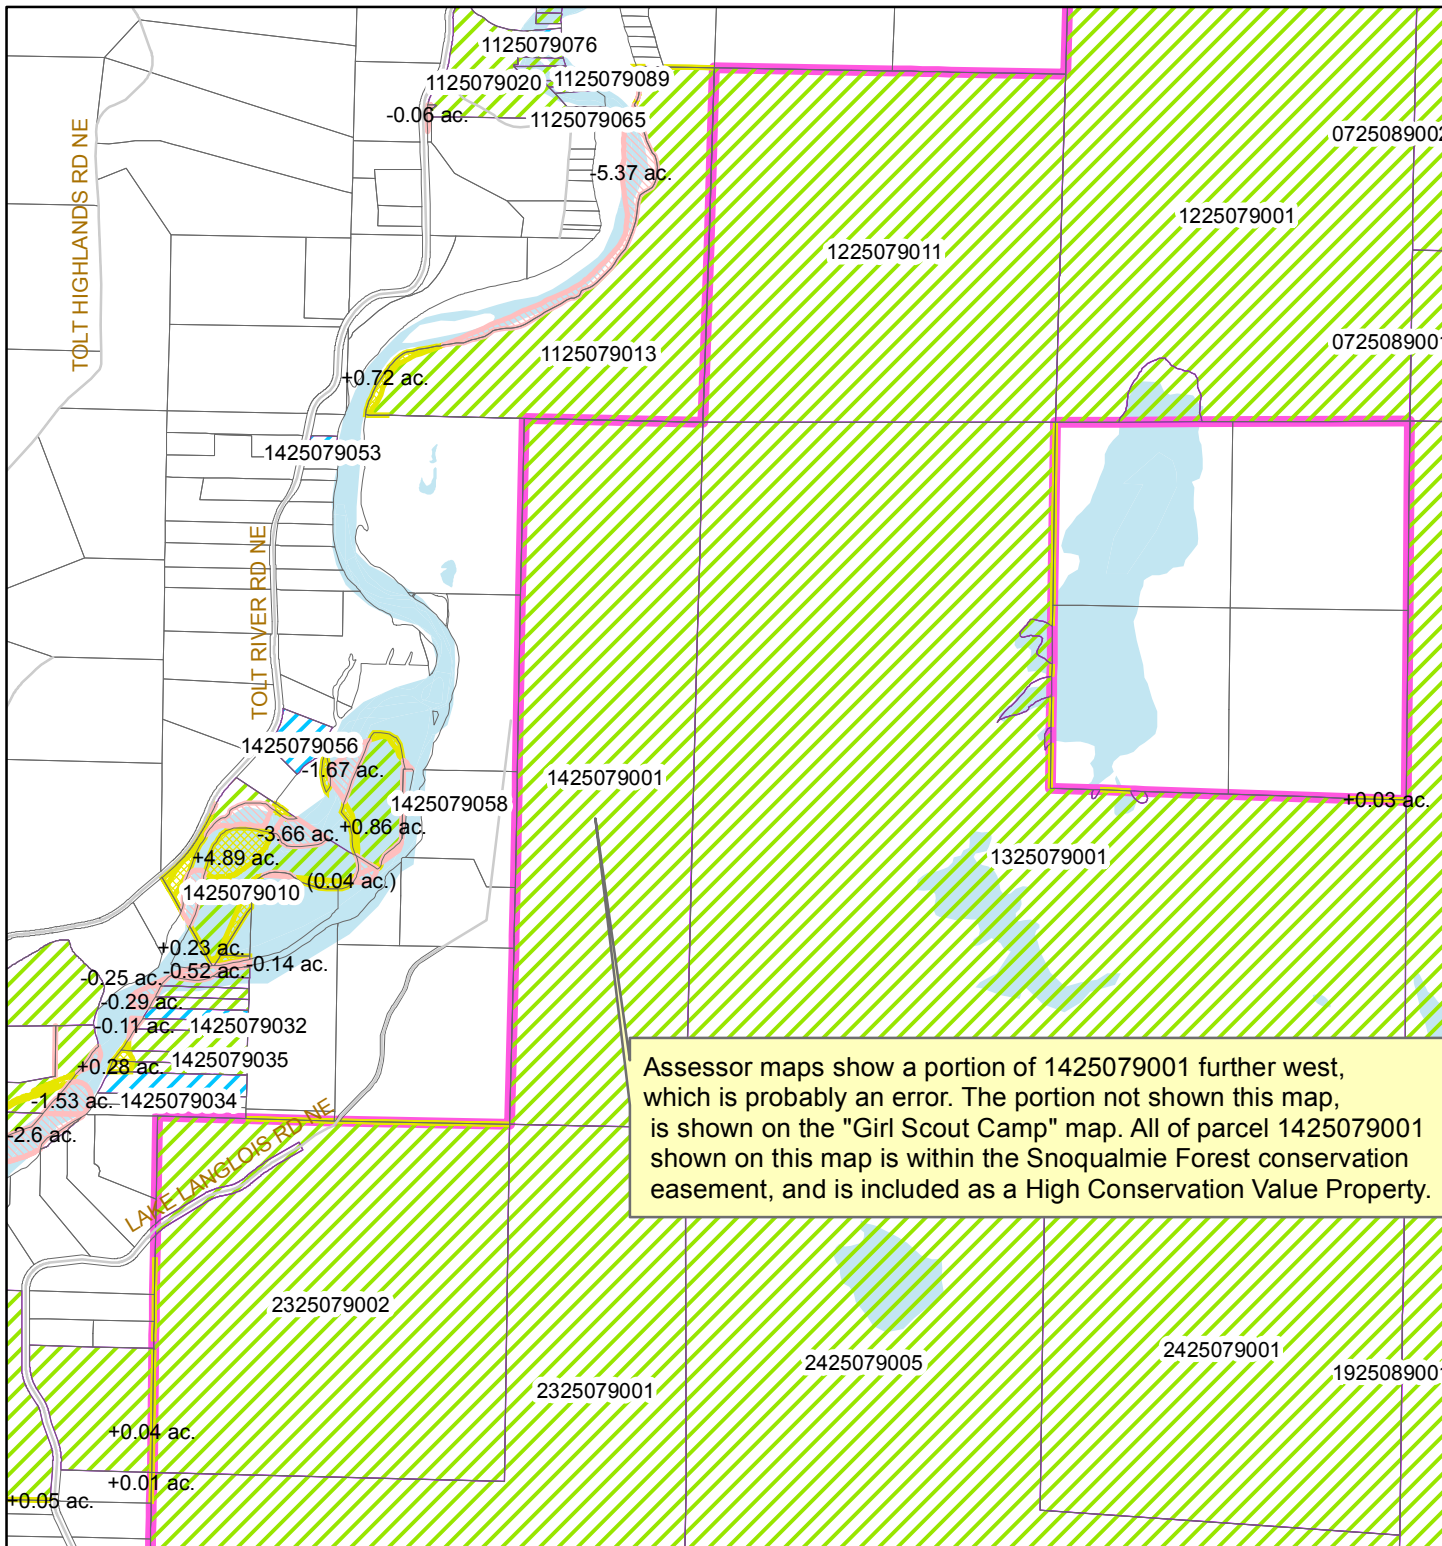 1125079076
1125079020
1125079089
-0.06 ac.
1125079065
0725089002
-5.37 ac.
TOLT HIGHLANDS RD NE
1225079001
1225079011
0725089001
1125079013
+0.72 ac.
1425079053
TOLT RIVER RD NE
1425079056
-1.67 ac.
1425079001
1425079058
+0.03 ac.
-3.66 ac.
+0.86 ac.
+4.89 ac.
1325079001
(0.04 ac.)
1425079010
+0.23 ac.
-0.52 ac.
-0.14 ac.
-0.25 ac.
-0.29 ac.
-0.11 ac.
1425079032
1425079035
+0.28 ac.
-1.53 ac.
1425079034
-2.6 ac.
LAKE LANGLOIS RD NE
Assessor maps show a portion of 1425079001 further west,
which is probably an error. The portion not shown this map,
is shown on the "Girl Scout Camp" map. All of parcel 1425079001
shown on this map is within the Snoqualmie Forest conservation
easement, and is included as a High Conservation Value Property.
2325079002
2425079005
2425079001
1925089001
2325079001
+0.04 ac.
+0.01 ac.
+0.05 ac.